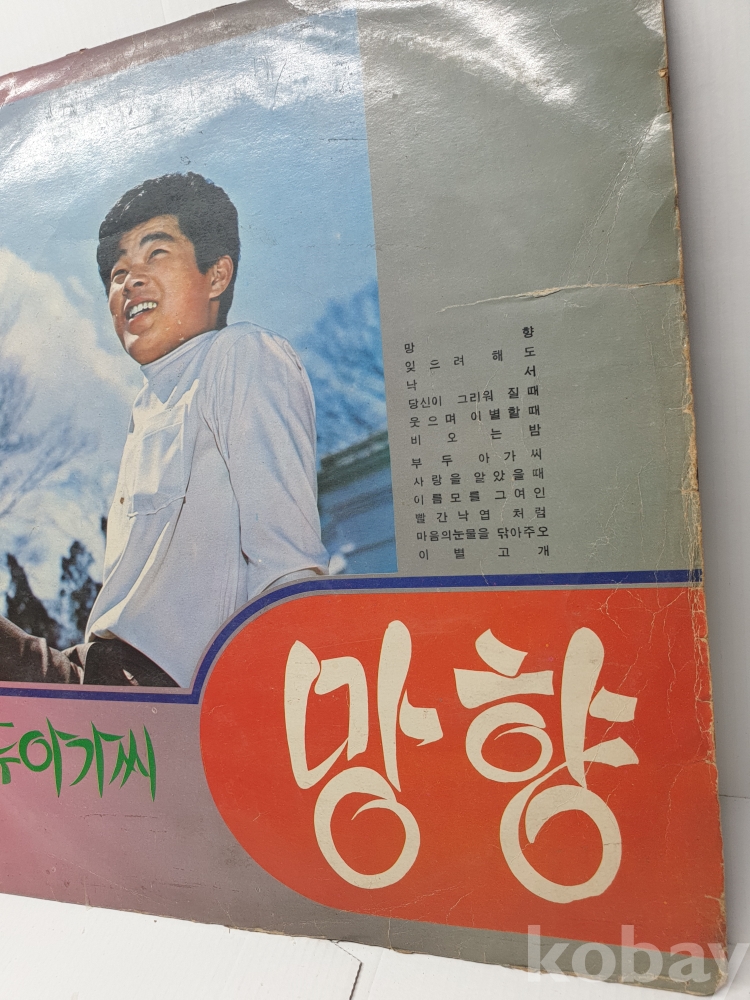 망 향
잊 으 려 해 도
낙 서
당신이 그리워 질 때
웃 으 며 이 별 할 때
비 오 는 밤
부 두 아 가 씨
사 랑 을 알 았 을 때
이 름 모 를 그 여 인
빨 간 낙 엽 처 럼
마음의눈물을 닦아주오
이 별 고 개
두아가씨
망향
kobay